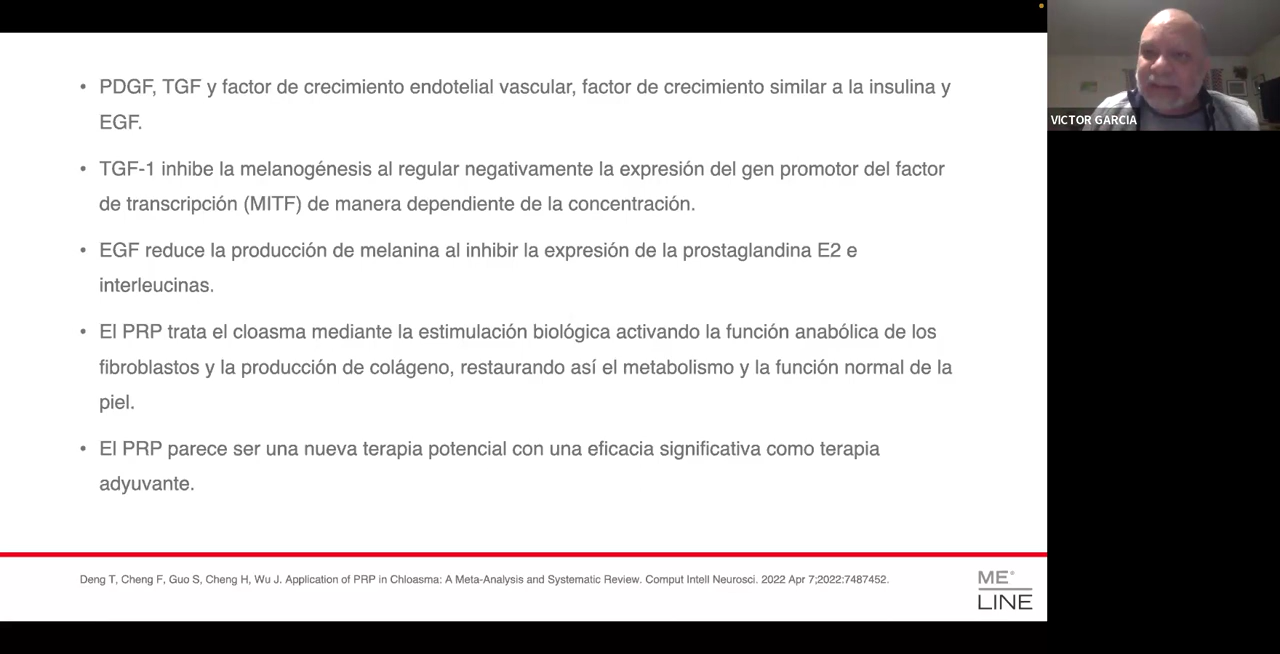 • PDGF, TGF y factor de crecimiento endotelial vascular, factor de crecimiento similar a la insulina y
EGF.
• TGF-1 inhibe la melanogénesis al regular negativamente la expresión del gen promotor del factor
de transcripción (MITF) de manera dependiente de la concentración.
• EGF reduce la producción de melanina al inhibir la expresión de la prostaglandina E2 e
interleucinas.
• El PRP trata el cloasma mediante la estimulación biológica activando la función anabólica de los
fibroblastos y la producción de colágeno, restaurando así el metabolismo y la función normal de la
piel.
• El PRP parece ser una nueva terapia potencial con una eficacia significativa como terapia
adyuvante.
Deng T, Cheng F, Guo S, Cheng H, Wu J. Application of PRP in Chloasma: A Meta-Analysis and Systematic Review. Comput Intell Neurosci. 2022 Apr 7;2022:7487452.
ME®
LINE
VICTOR GARCIA